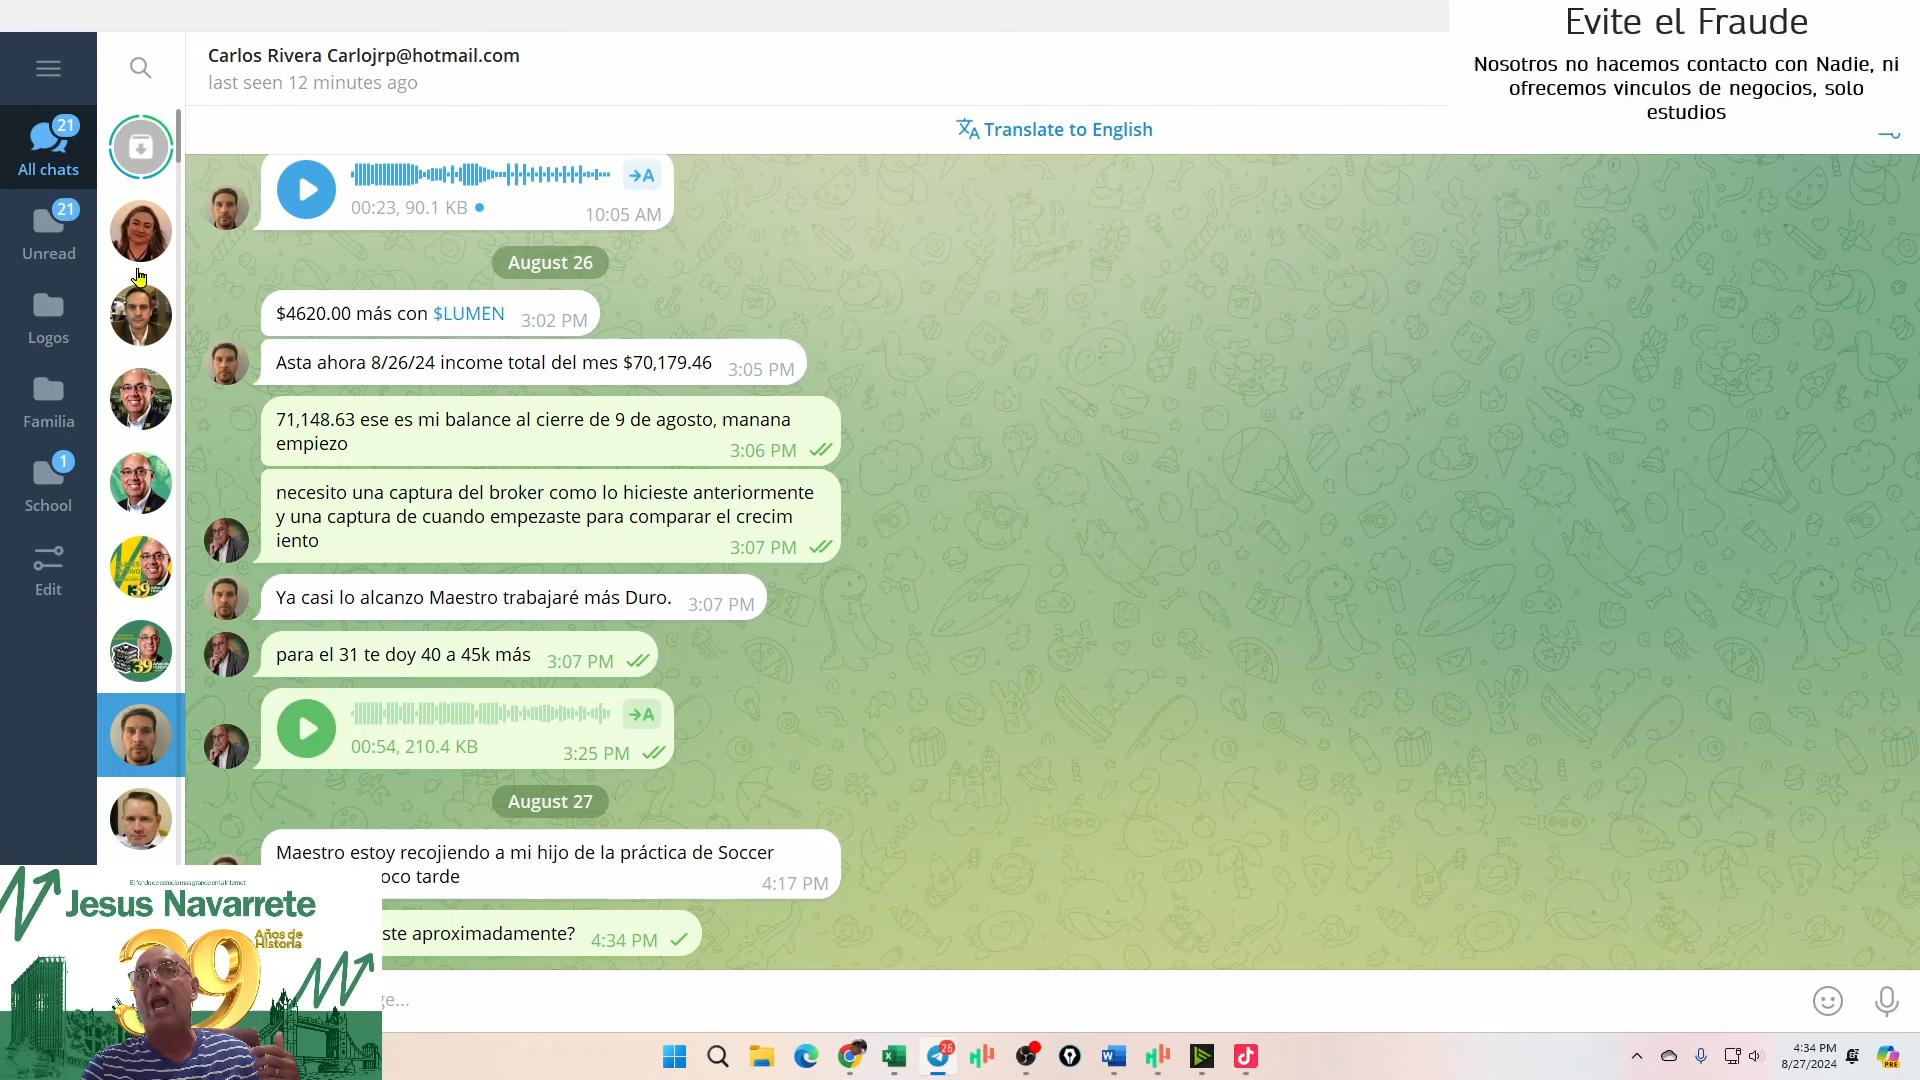 Evite el Fraude
Nosotros no hacemos contacto con Nadie, ni
ofrecemos vinculos de negocios, solo
estudios
Carlos Rivera Carlojrp@hotmail.com
last seen 12 minutes ago
Translate to English
21
All chats
21
Unread
Logos
Familia
1
School
Edit
00:23, 90.1 KB
→A
10:05 AM
August 26
$4620.00 más con $LUMEN 3:02 PM
Asta ahora 8/26/24 income total del mes $70,179.46 3:05 PM
71,148.63 ese es mi balance al cierre de 9 de agosto, manana
empiezo 3:06 PM
necesito una captura del broker como lo hicieste anteriormente
y una captura de cuando empezaste para comparar el crecim
iento 3:07 PM
Ya casi lo alcanzo Maestro trabajaré más Duro. 3:07 PM
para el 31 te doy 40 a 45k más 3:07 PM
→A
00:54, 210.4 KB 3:25 PM
August 27
Maestro estoy recojiendo a mi hijo de la práctica de Soccer
oco tarde 4:17 PM
ste aproximadamente? 4:34 PM
ge...
Jesus Navarrete
39
Años de
Historia
26
4:34 PM
8/27/2024
PRE